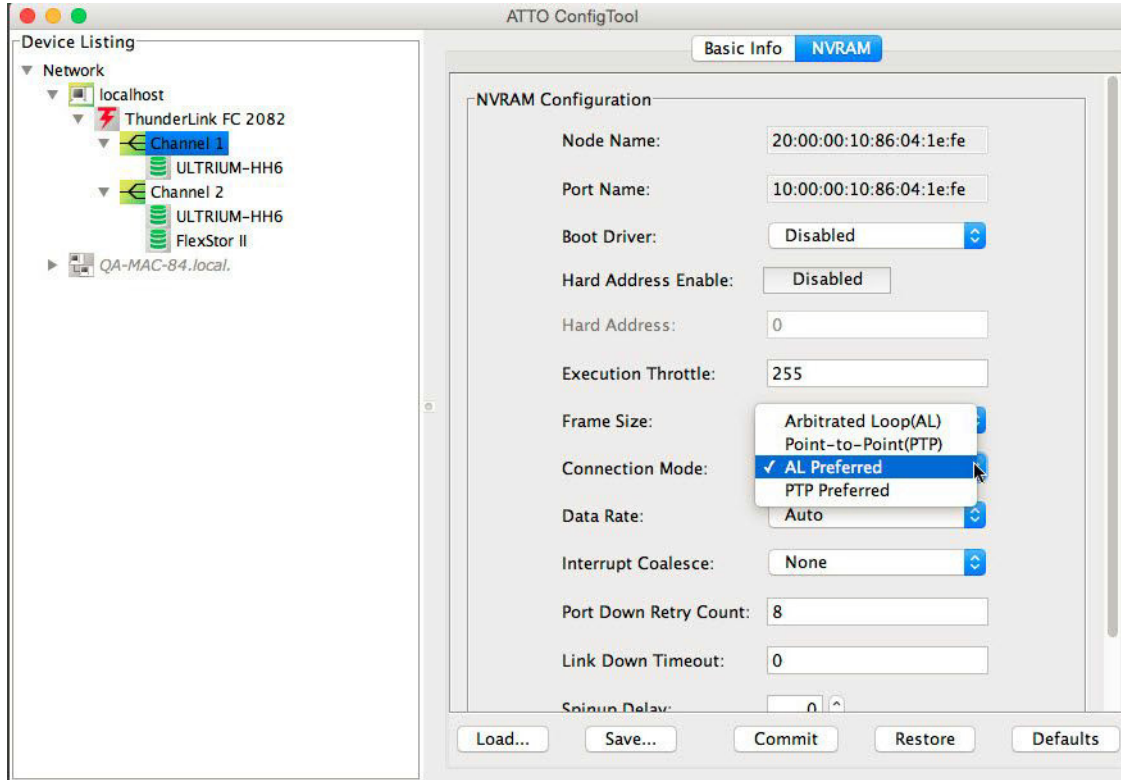 ATTO ConfigTool
Device Listing
Network
localhost
ThunderLink FC 2082
Channel 1
ULTRIUM-HH6
Channel 2
ULTRIUM-HH6
FlexStor II
QA-MAC-84.local.
Basic Info NVRAM
NVRAM Configuration
Node Name: 20:00:00:10:86:04:1e:fe
Port Name: 10:00:00:10:86:04:1e:fe
Boot Driver: Disabled
Hard Address Enable: Disabled
Hard Address: 0
Execution Throttle: 255
Frame Size:
Arbitrated Loop(AL)
Point-to-Point(PTP)
Connection Mode: ✓ AL Preferred
PTP Preferred
Data Rate: Auto
Interrupt Coalesce: None
Port Down Retry Count: 8
Link Down Timeout: 0
Spinup Delay: 0
Load... Save... Commit Restore Defaults